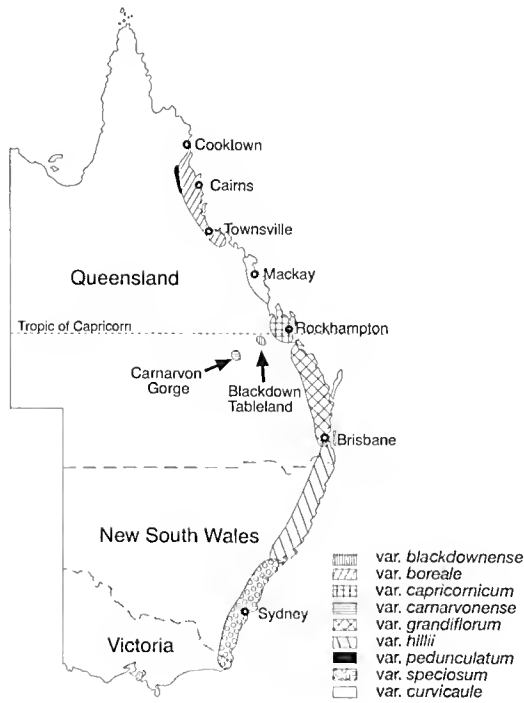 Cooktown
Cairns
Townsville
Queensland
Mackay
Tropic of Capricorn
Rockhampton
Carnarvon
Gorge
Blackdown
Tableland
Brisbane
New South Wales
Sydney
Victoria
var. blackdownense
var. boreale
var. capricornicum
var. carnarvonense
var. grandiflorum
var. hillii
var. pedunculatum
var. speciosum
var. curvicaule